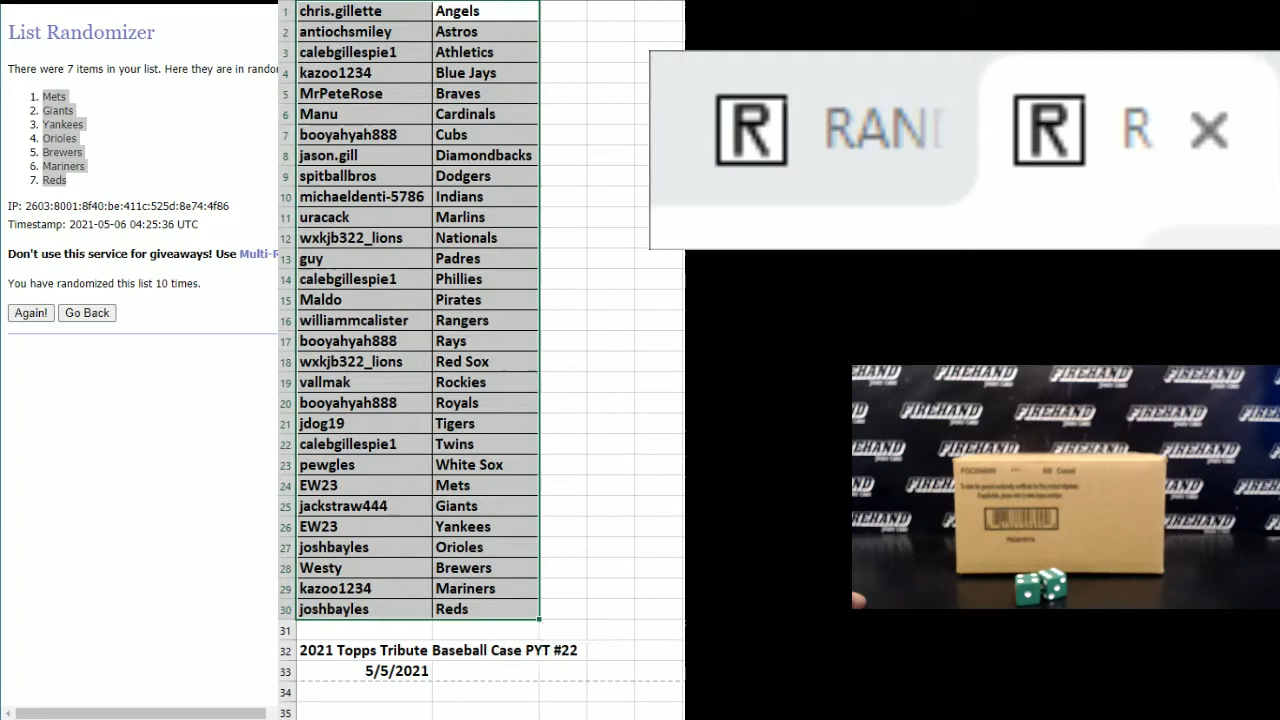 List Randomizer
There were 7 items in your list. Here they are in rando
1. Mets
2. Giants
3. Yankees
4. Orioles
5. Brewers
6. Mariners
7. Reds
IP: 2603:8001:8f40:be:411c:525d:8e74:4f86
Timestamp: 2021-05-06 04:25:36 UTC
Don't use this service for giveaways! Use Multi-R
You have randomized this list 10 times.
Again! Go Back
1 chris.gillette Angels
2 antiochsmiley Astros
3 calebgillespie1 Athletics
4 kazoo1234 Blue Jays
5 MrPeteRose Braves
6 Manu Cardinals
7 booyahyah888 Cubs
8 jason.gill Diamondbacks
9 spitballbros Dodgers
10 michaeldenti-5786 Indians
11 uracack Marlins
12 wxkjb322_lions Nationals
13 guy Padres
14 calebgillespie1 Phillies
15 Maldo Pirates
16 williammcalister Rangers
17 booyahyah888 Rays
18 wxkjb322_lions Red Sox
19 vallmak Rockies
20 booyahyah888 Royals
21 jdog19 Tigers
22 calebgillespie1 Twins
23 pewgles White Sox
24 EW23 Mets
25 jackstraw444 Giants
26 EW23 Yankees
27 joshbayles Orioles
28 Westy Brewers
29 kazoo1234 Mariners
30 joshbayles Reds
31
32 2021 Topps Tribute Baseball Case PYT #22
33 5/5/2021
34
35
R RAN R R ×
FIREHAND FIREHAND FIREHAND
FIREHAND FIREHAND
FIREHAND